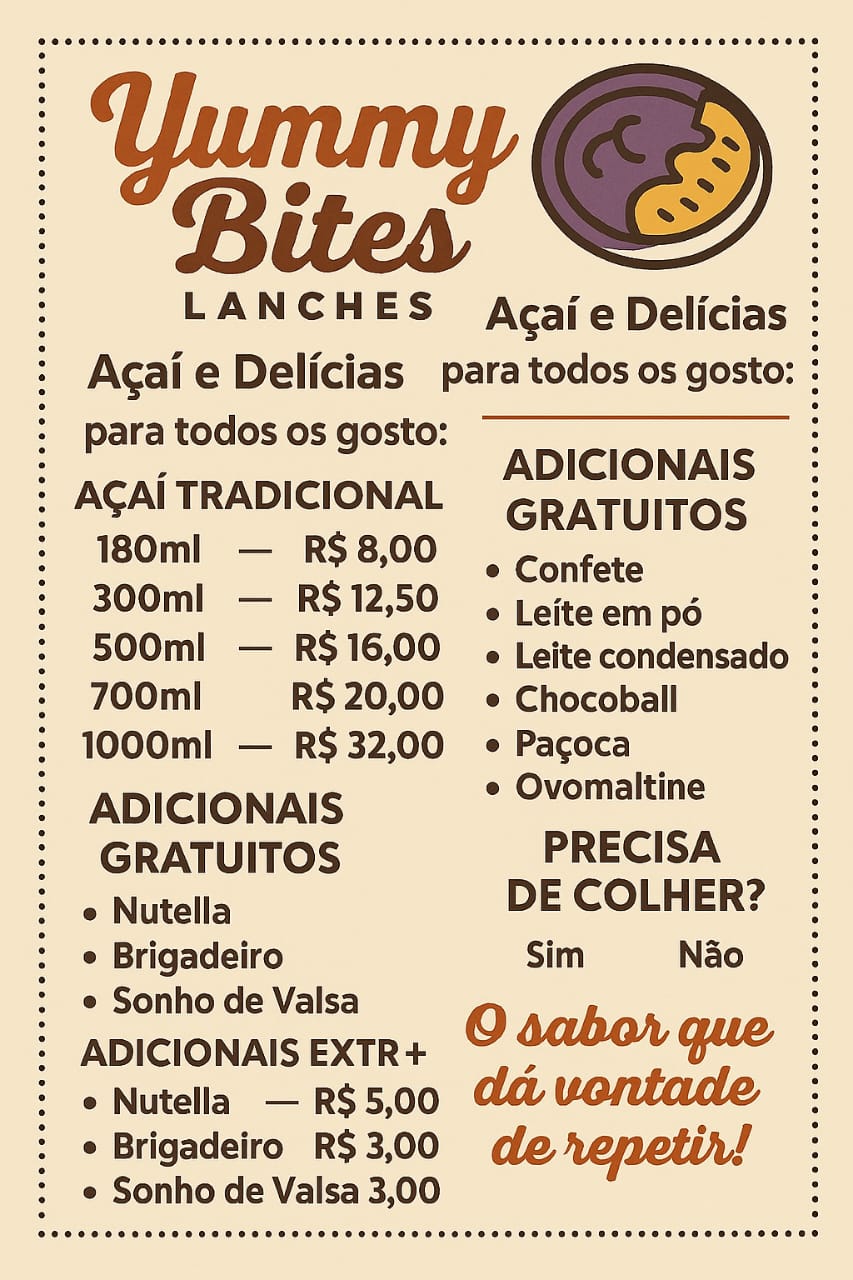 Yummy
Bites
LANCHES
Açaí e Delícias
para todos os gosto:
AÇAÍ TRADICIONAL
180ml — R$ 8,00
300ml — R$ 12,50
500ml — R$ 16,00
700ml R$ 20,00
1000ml — R$ 32,00
ADICIONAIS
GRATUITOS
• Nutella
• Brigadeiro
• Sonho de Valsa
ADICIONAIS EXTR+
• Nutella — R$ 5,00
• Brigadeiro R$ 3,00
• Sonho de Valsa 3,00
Açaí e Delícias
para todos os gosto:
ADICIONAIS
GRATUITOS
• Confete
• Leíte em pó
• Leite condensado
• Chocoball
• Paçoca
• Ovomaltine
PRECISA
DE COLHER?
Sim Não
O sabor que
dá vontade
de repetir!